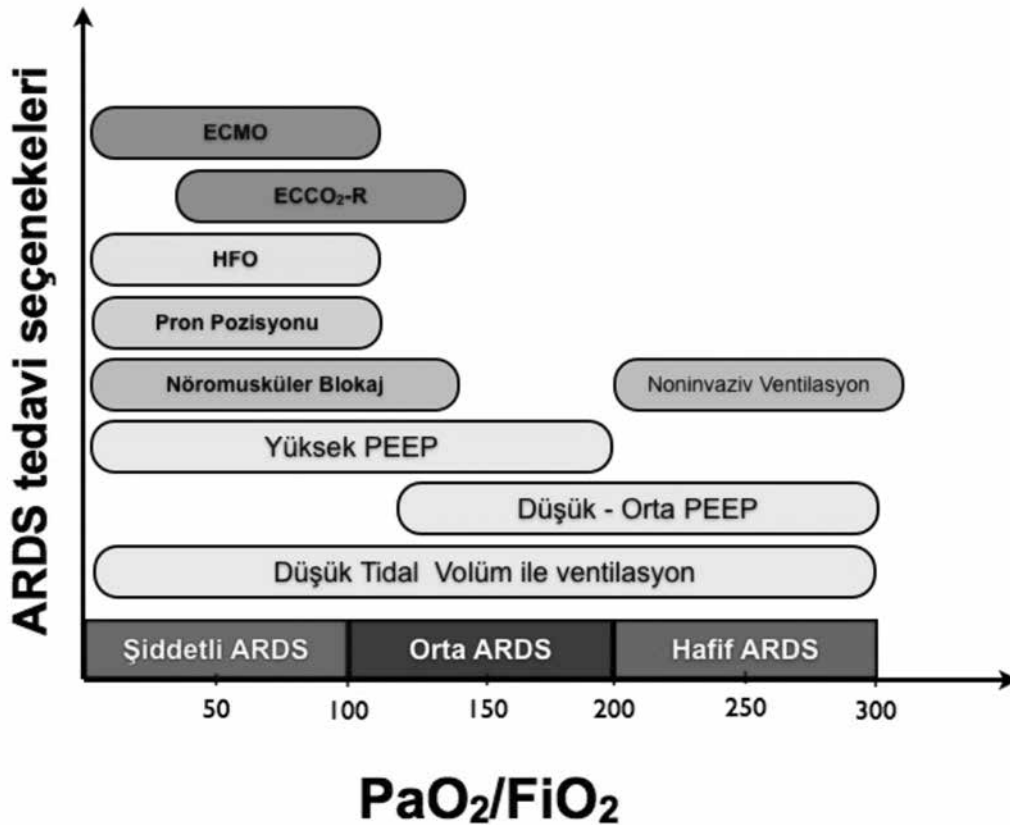 ARDS tedavi seçenekeleri
ECMO
ECCO₂-R
HFO
Pron Pozisyonu
Nöromusküler Blokaj
Noninvaziv Ventilasyon
Yüksek PEEP
Düşük - Orta PEEP
Düşük Tidal Volüm ile ventilasyon
Şiddetli ARDS
Orta ARDS
Hafif ARDS
50
100
150
200
250
300
PaO₂/FiO₂